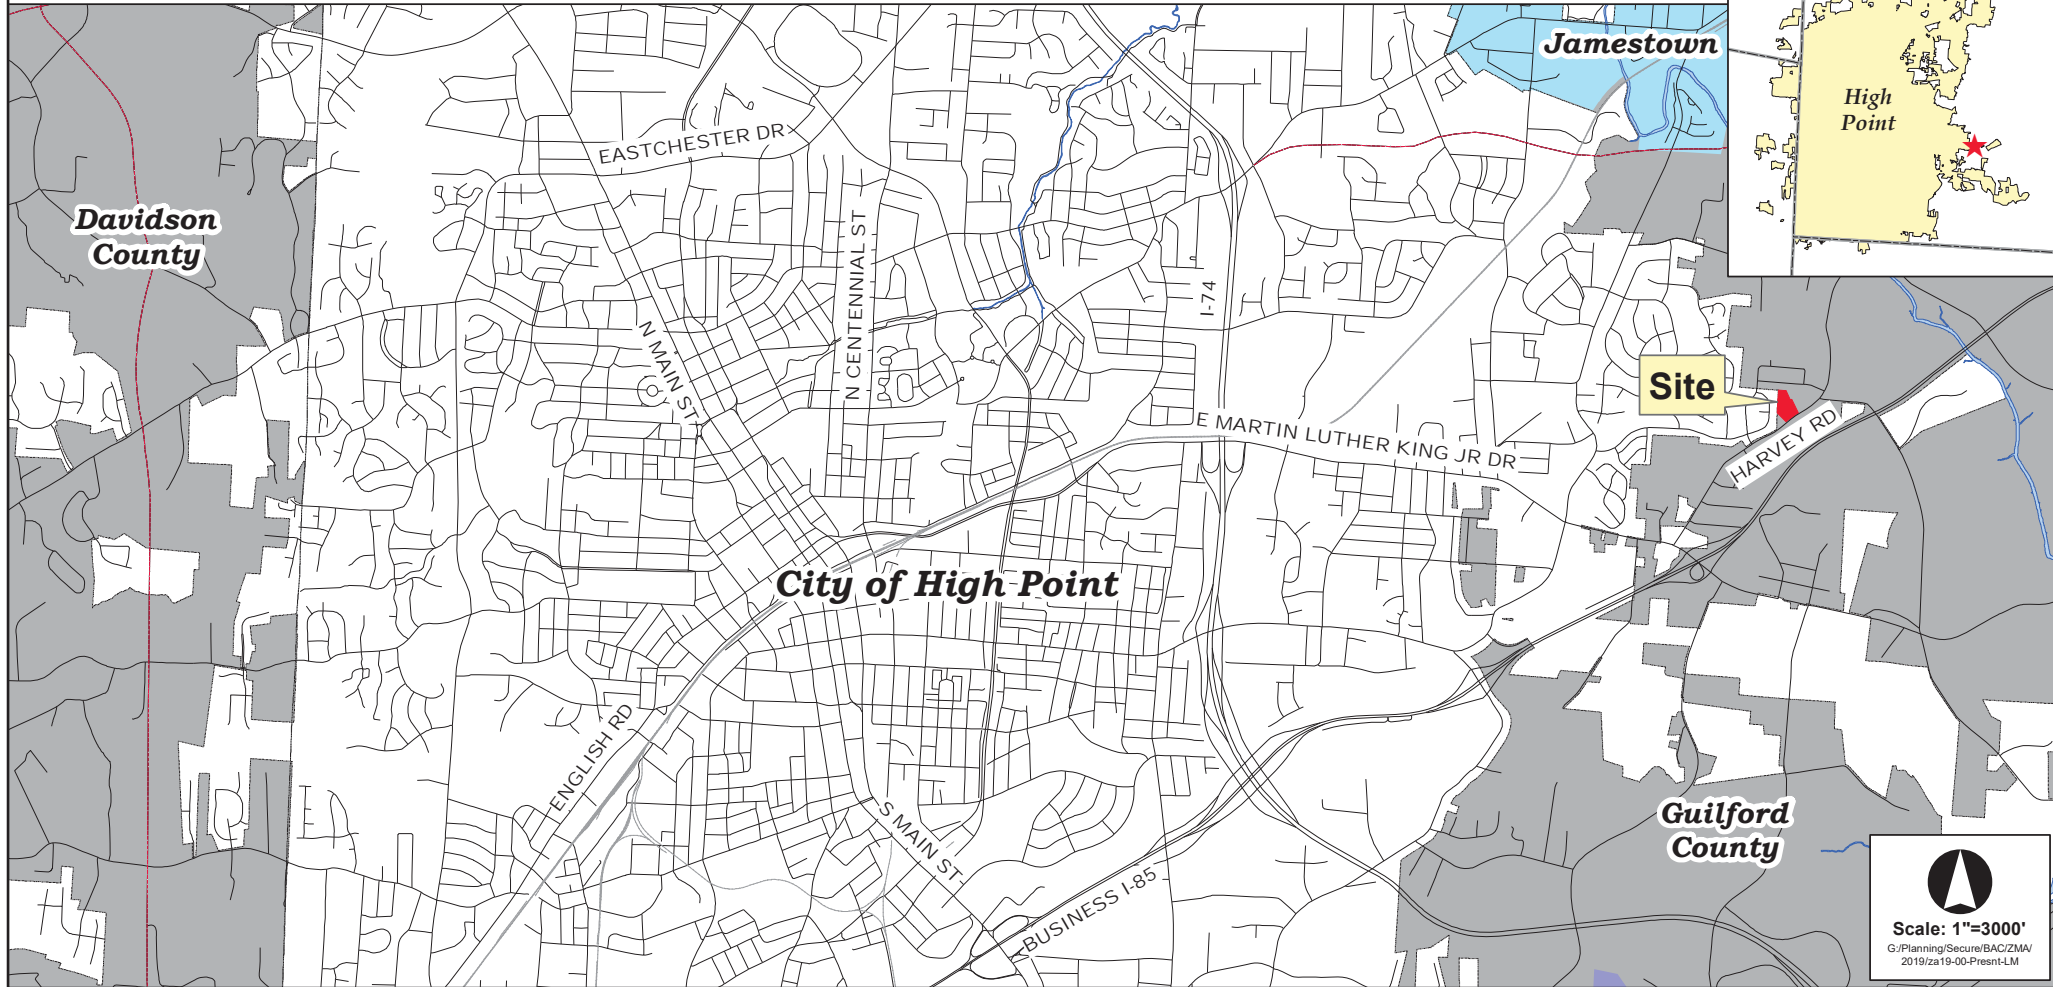 Jamestown
High
Point
EASTCHESTER DR
Davidson
County
N CENTENNIAL ST
I-74
N MAIN ST
Site
E MARTIN LUTHER KING JR DR
HARVEY RD
City of High Point
ENGLISH RD
S MAIN ST
Guilford
County
BUSINESS I-85
Scale: 1"=3000'
G:/Planning/Secure/BAC/ZMA/
2019/za19-00-Presnt-LM